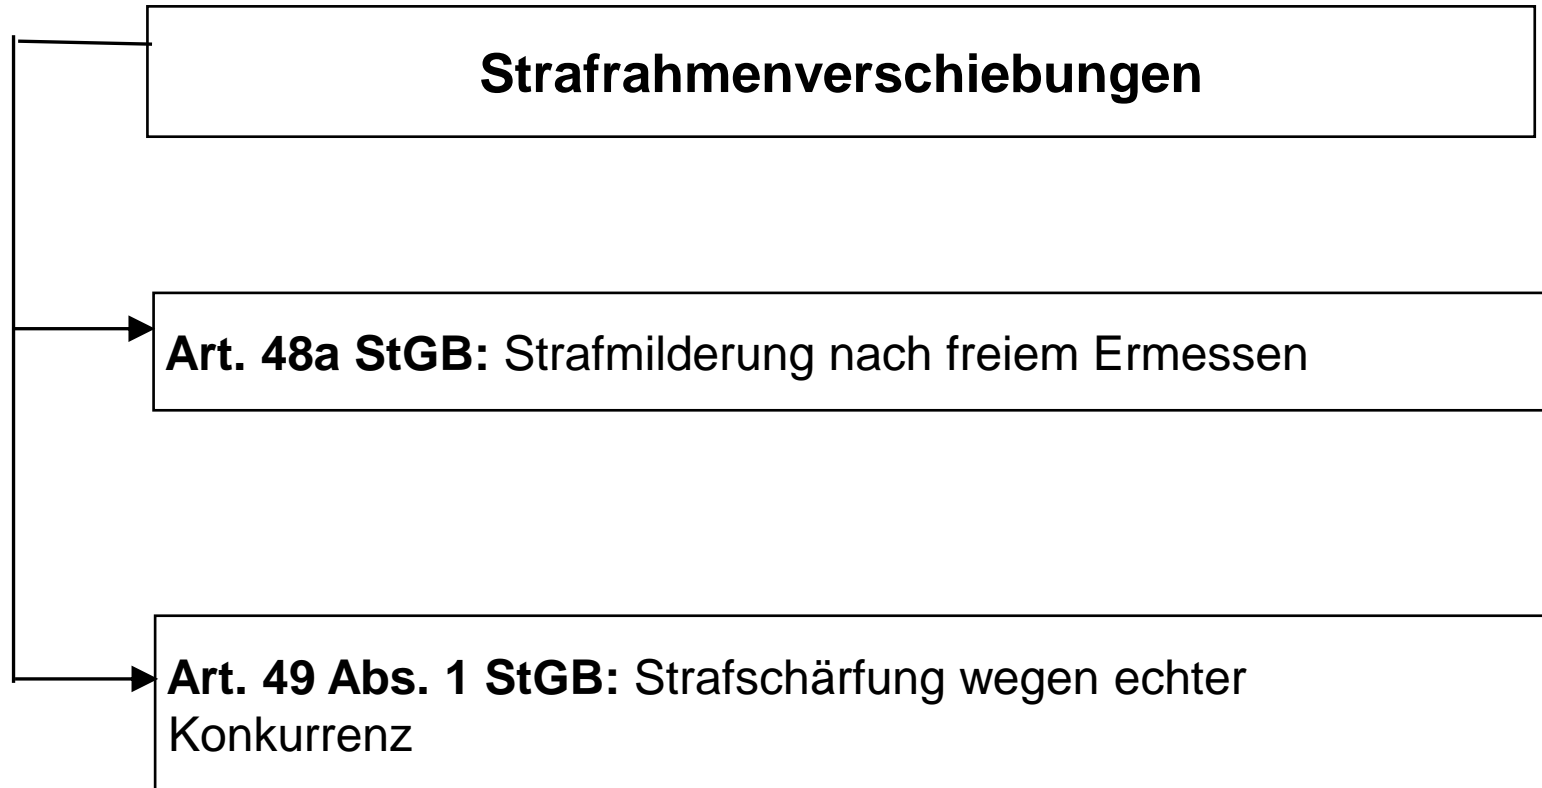 Strafrahmenverschiebungen
Art. 48a StGB: Strafmilderung nach freiem Ermessen
Art. 49 Abs. 1 StGB: Strafschärfung wegen echter
Konkurrenz